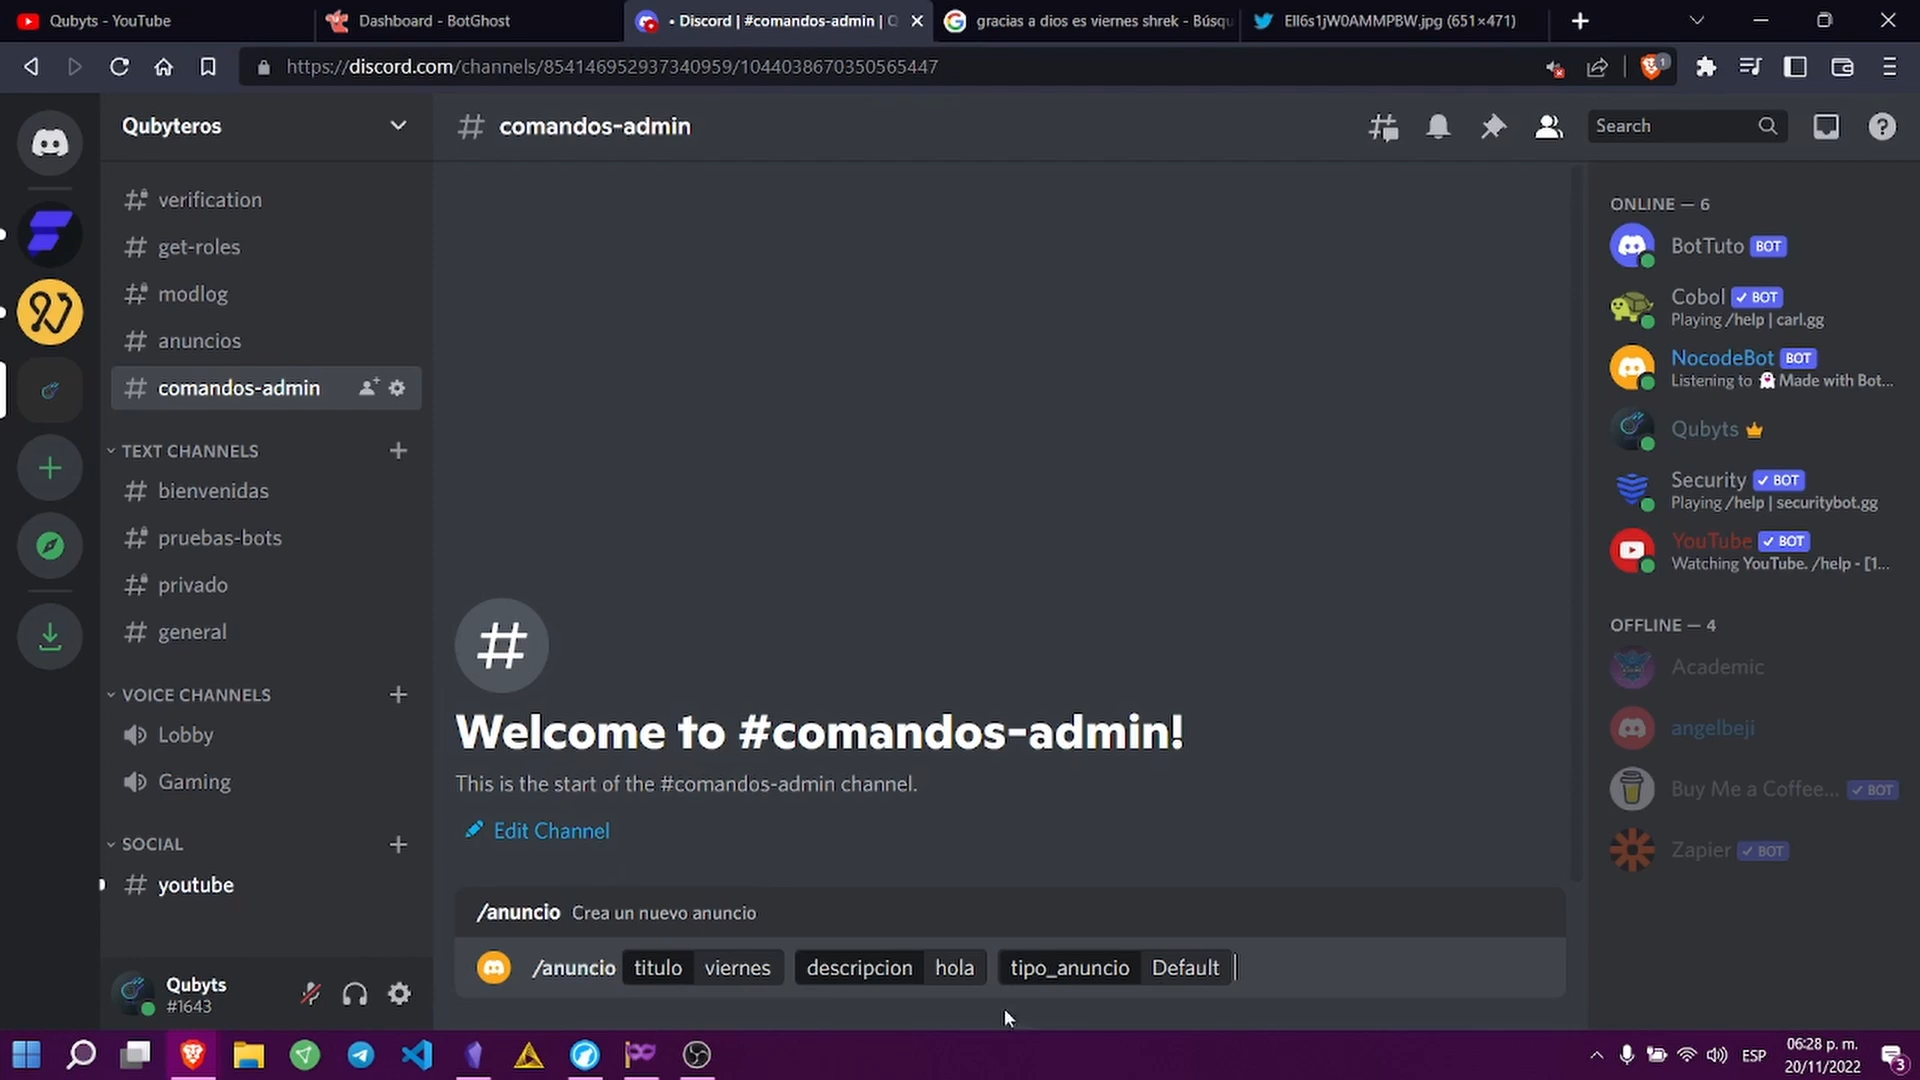 Qubyts - YouTube
Dashboard - BotGhost
• Discord | #comandos-admin | Q
gracias a dios es viernes shrek - Búsqu
EIl6s1jW0AMMPBW.jpg (651×471)
https://discord.com/channels/854146952937340959/1044038670350565447
1
Qubyteros
comandos-admin
Search
verification
get-roles
modlog
anuncios
comandos-admin
TEXT CHANNELS
bienvenidas
pruebas-bots
privado
general
VOICE CHANNELS
Lobby
Gaming
SOCIAL
youtube
Qubyts
#1643
Welcome to #comandos-admin!
This is the start of the #comandos-admin channel.
Edit Channel
/anuncio Crea un nuevo anuncio
/anuncio titulo viernes descripcion hola tipo_anuncio Default
ONLINE — 6
BotTuto BOT
Cobol ✓ BOT
Playing /help | carl.gg
NocodeBot BOT
Listening to 👻 Made with Bot...
Qubyts
Security ✓ BOT
Playing /help | securitybot.gg
YouTube ✓ BOT
Watching YouTube. /help - [1...
OFFLINE — 4
Academic
angelbeji
Buy Me a Coffee... ✓ BOT
Zapier ✓ BOT
ESP
06:28 p. m.
20/11/2022
3